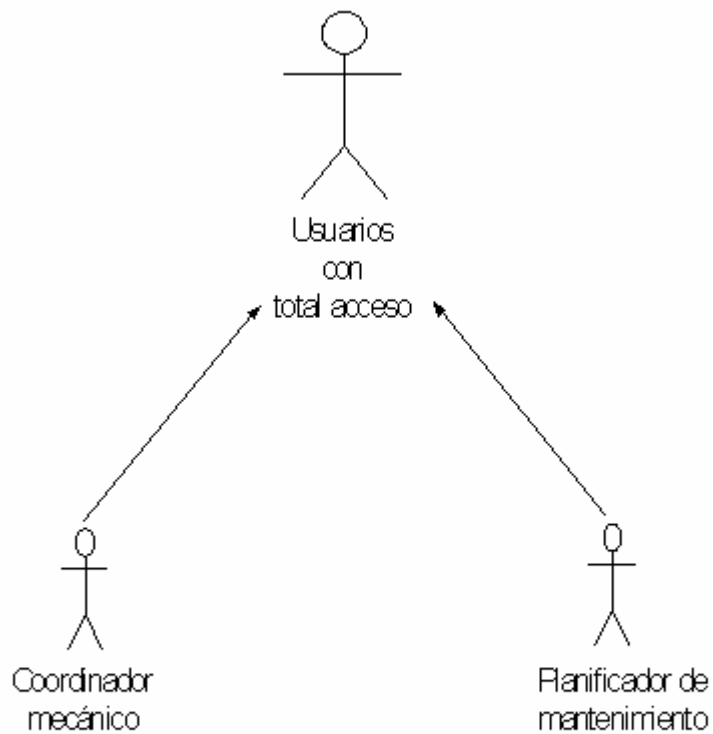 Usuarios
con
total acceso
Coordinador
mecánico
Planificador de
mantenimiento